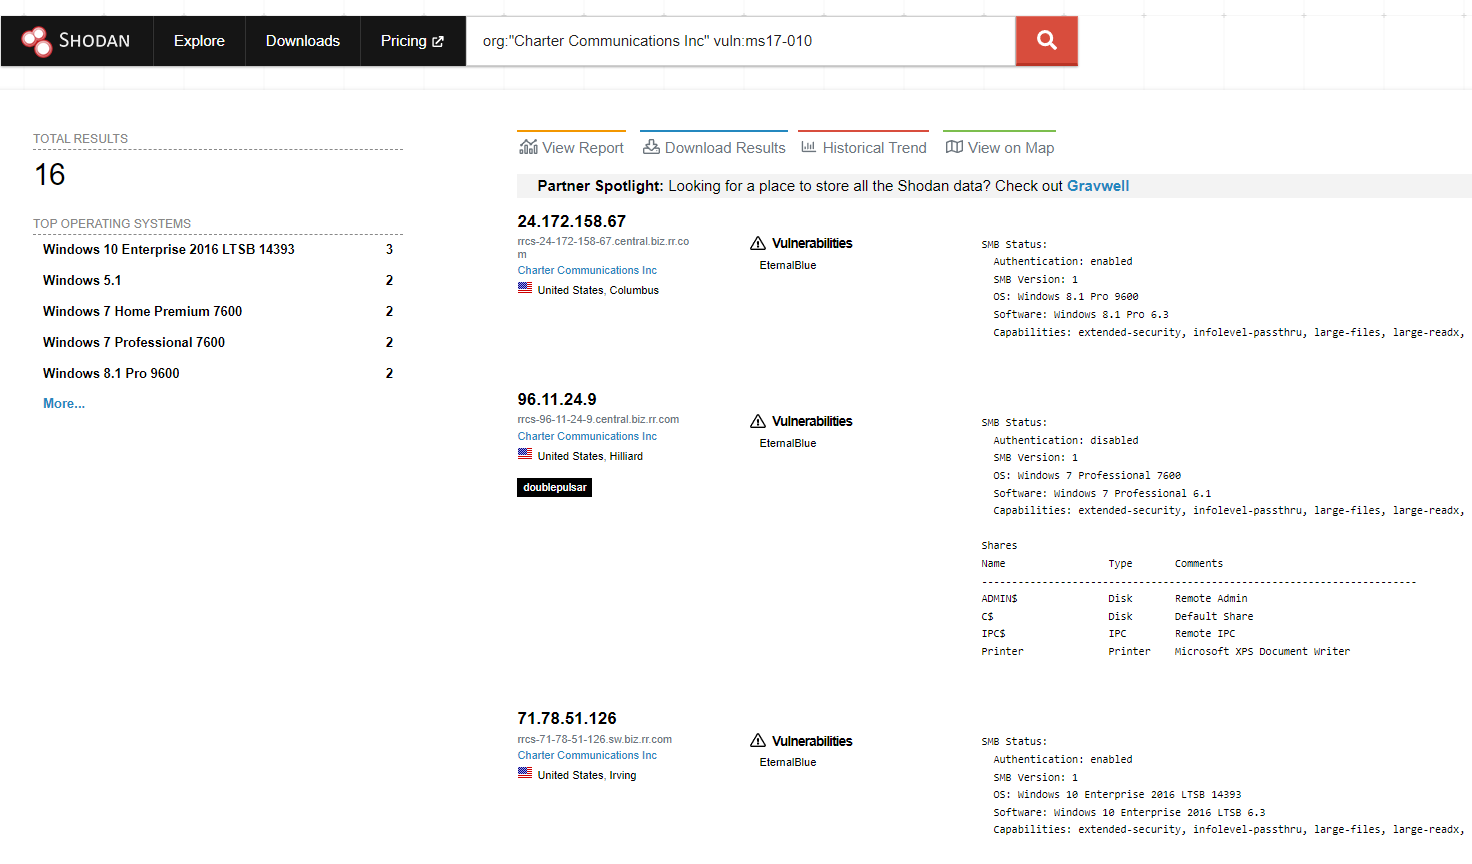 SHODAN Explore Downloads Pricing org:"Charter Communications Inc" vuln:ms17-010
TOTAL RESULTS
16
TOP OPERATING SYSTEMS
Windows 10 Enterprise 2016 LTSB 14393 3
Windows 5.1 2
Windows 7 Home Premium 7600 2
Windows 7 Professional 7600 2
Windows 8.1 Pro 9600 2
More...
View Report Download Results Historical Trend View on Map
Partner Spotlight: Looking for a place to store all the Shodan data? Check out Gravwell
24.172.158.67
rrcs-24-172-158-67.central.biz.rr.co
m
Charter Communications Inc
United States, Columbus
Vulnerabilities
EternalBlue
SMB Status:
Authentication: enabled
SMB Version: 1
OS: Windows 8.1 Pro 9600
Software: Windows 8.1 Pro 6.3
Capabilities: extended-security, infolevel-passthru, large-files, large-readx,
96.11.24.9
rrcs-96-11-24-9.central.biz.rr.com
Charter Communications Inc
United States, Hilliard
doublepulsar
Vulnerabilities
EternalBlue
SMB Status:
Authentication: disabled
SMB Version: 1
OS: Windows 7 Professional 7600
Software: Windows 7 Professional 6.1
Capabilities: extended-security, infolevel-passthru, large-files, large-readx,
Shares
Name Type Comments
------------------------------------------------------------------------
ADMIN$ Disk Remote Admin
C$ Disk Default Share
IPC$ IPC Remote IPC
Printer Printer Microsoft XPS Document Writer
71.78.51.126
rrcs-71-78-51-126.sw.biz.rr.com
Charter Communications Inc
United States, Irving
Vulnerabilities
EternalBlue
SMB Status:
Authentication: enabled
SMB Version: 1
OS: Windows 10 Enterprise 2016 LTSB 14393
Software: Windows 10 Enterprise 2016 LTSB 6.3
Capabilities: extended-security, infolevel-passthru, large-files, large-readx,